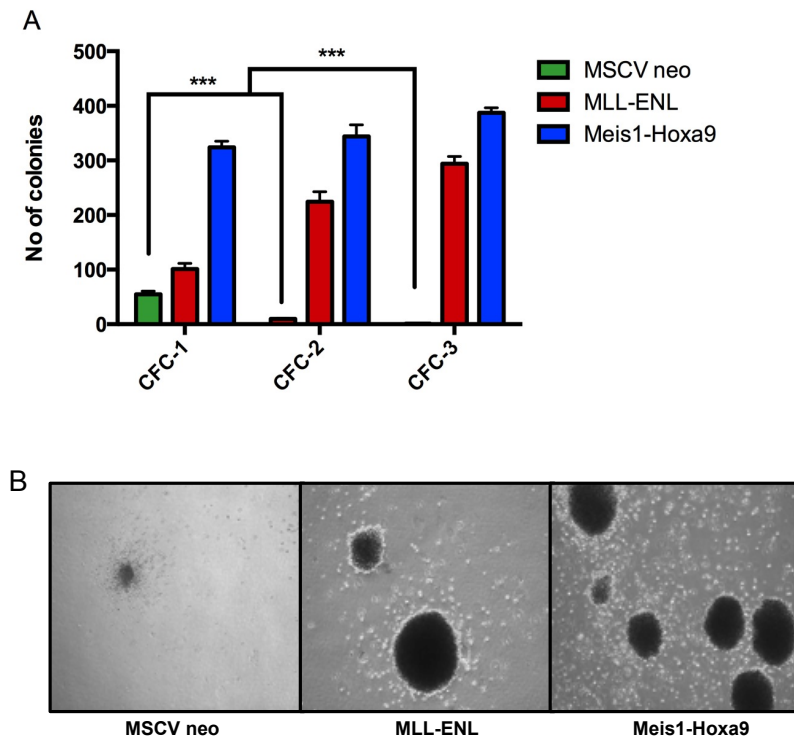 A
500
400
300
200
100
0
No of colonies
***
***
MSCV neo
MLL-ENL
Meis1-Hoxa9
CFC-1
CFC-2
CFC-3
B
MSCV neo
MLL-ENL
Meis1-Hoxa9